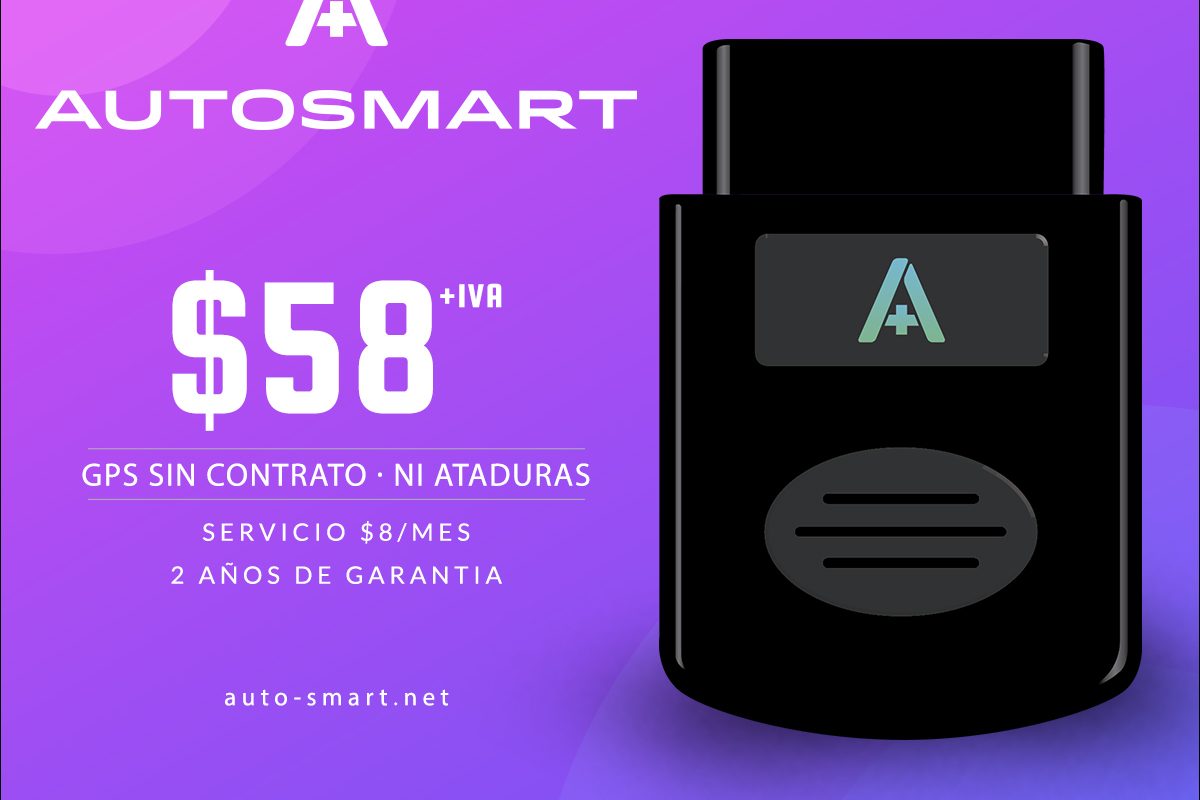 AUTOSMART
$58 +IVA
GPS SIN CONTRATO · NI ATADURAS
SERVICIO $8/MES
2 AÑOS DE GARANTIA
auto-smart.net